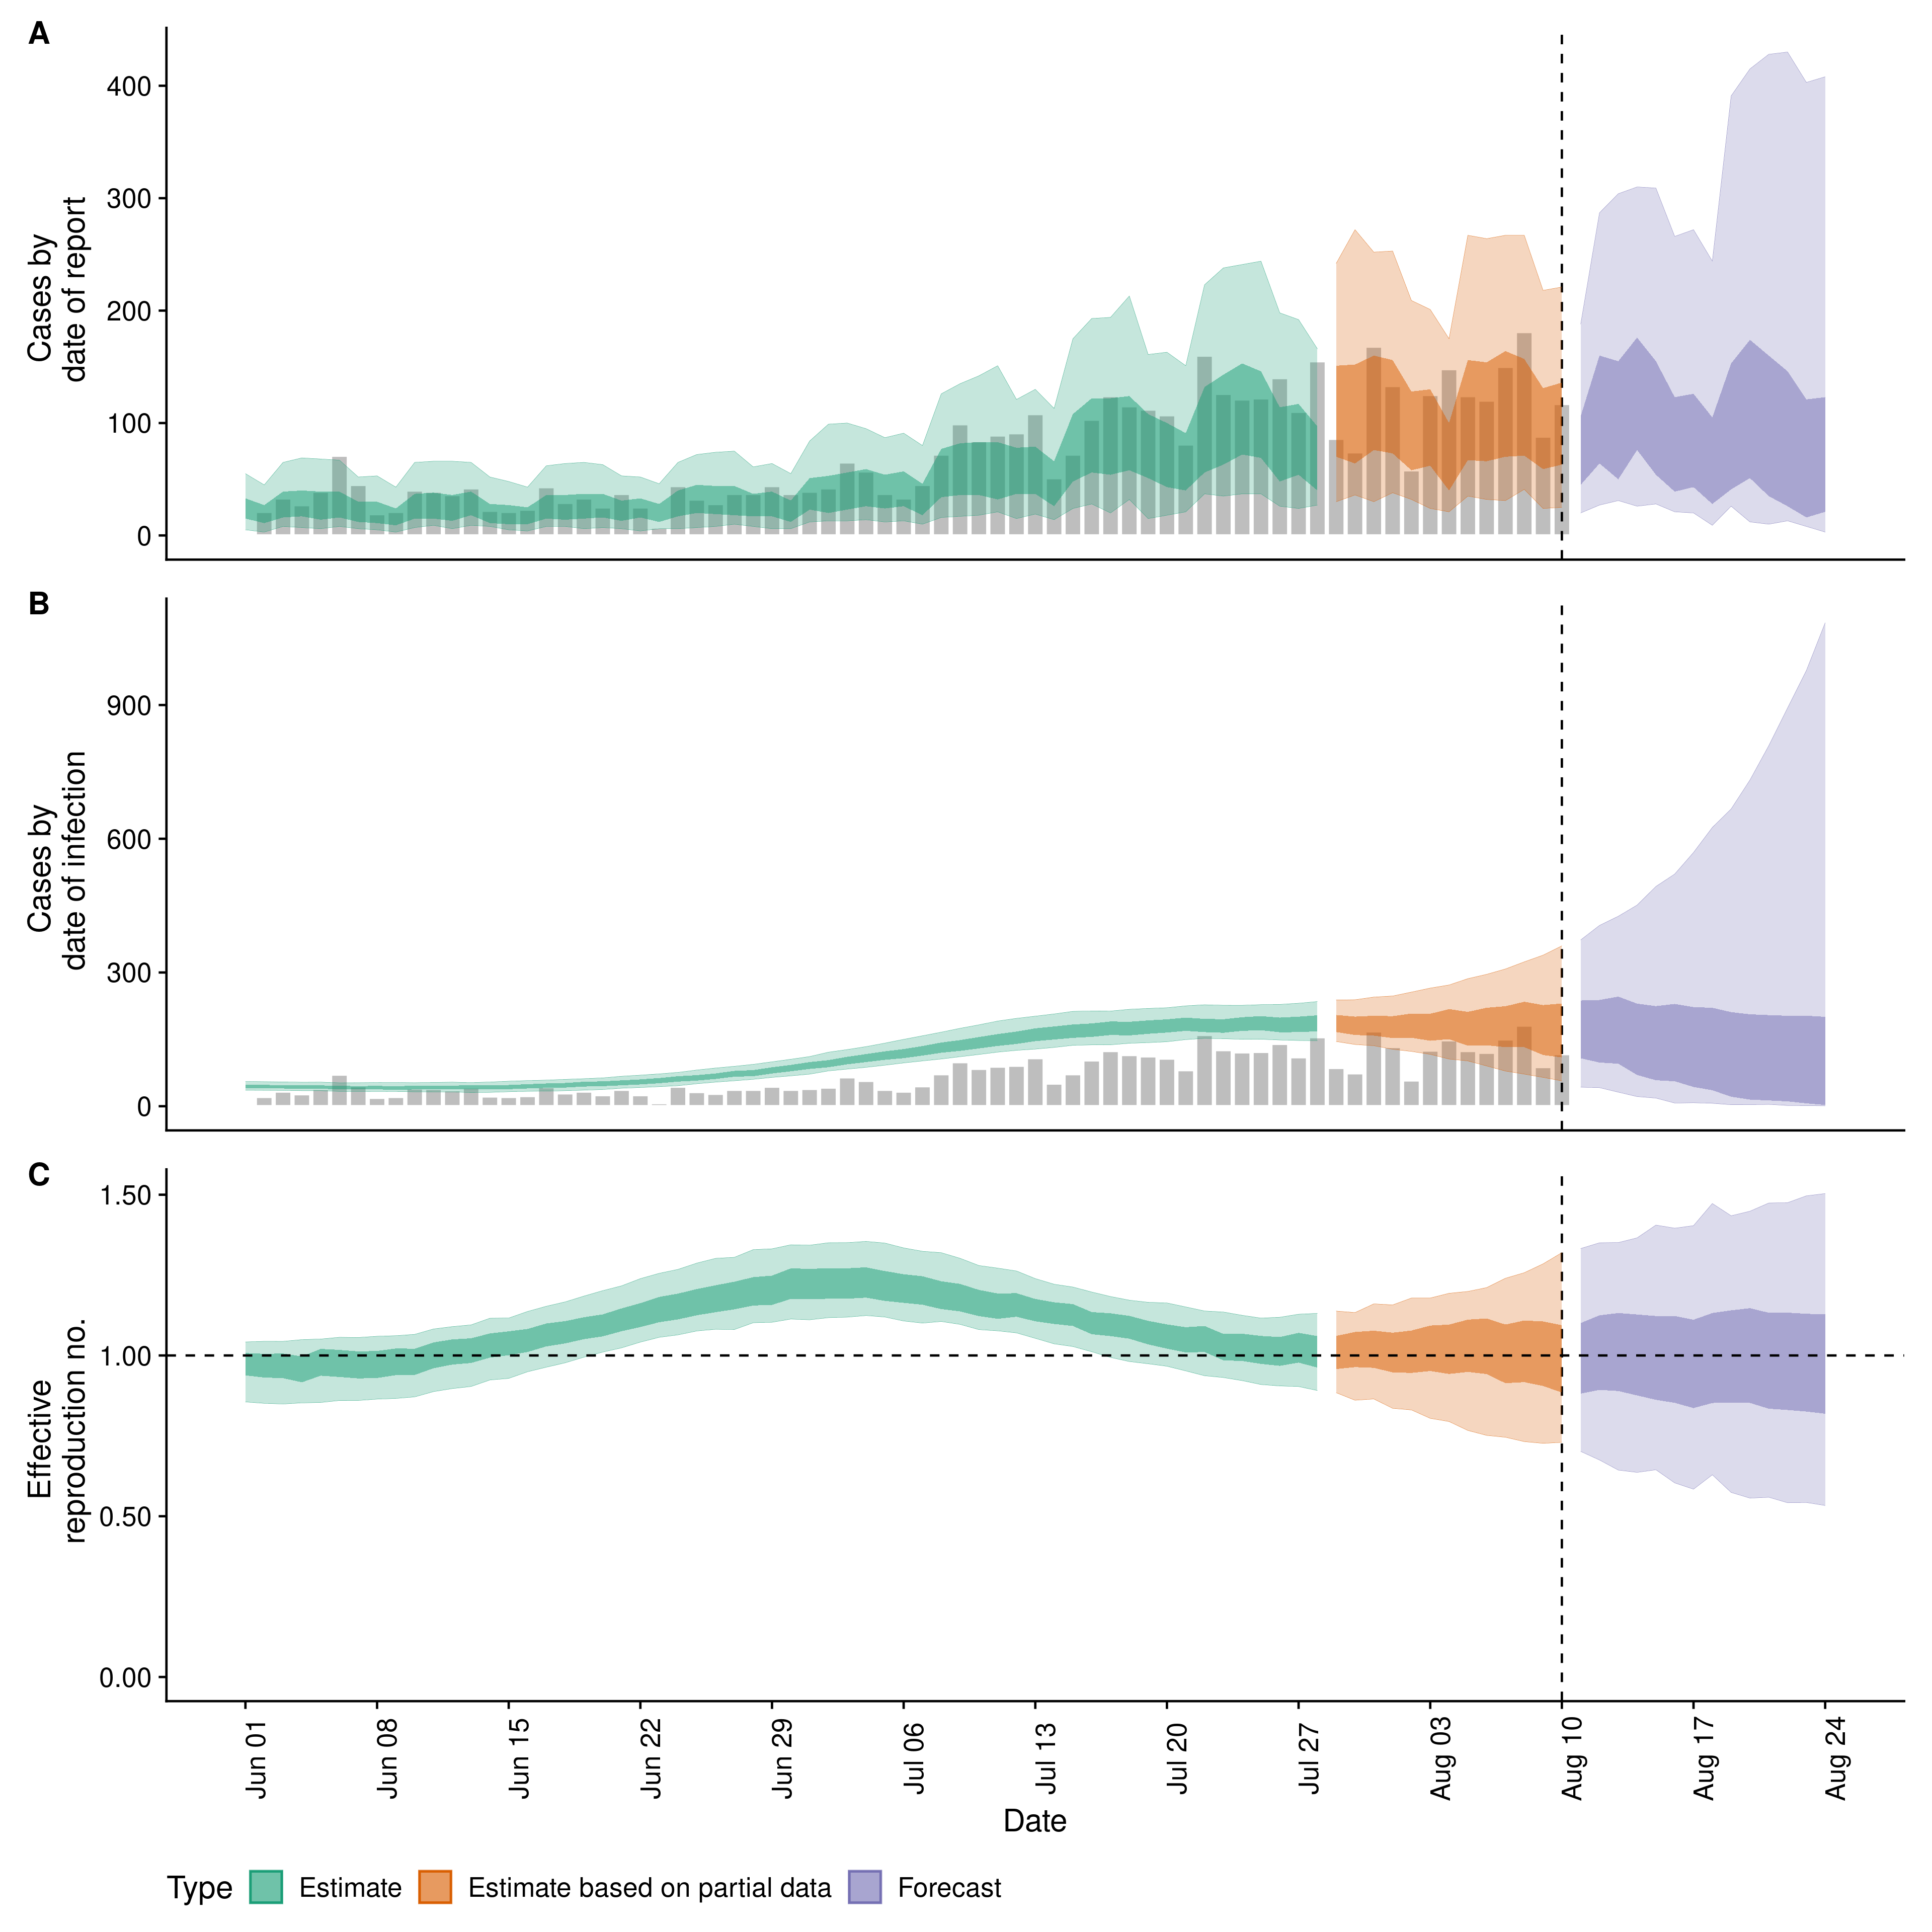 A
400
300
200
100
0
Cases by
date of report
B
900
600
300
0
Cases by
date of infection
C
1.50
1.00
0.50
0.00
Effective
reproduction no.
Jun 01
Jun 08
Jun 15
Jun 22
Jun 29
Jul 06
Jul 13
Jul 20
Jul 27
Aug 03
Aug 10
Aug 17
Aug 24
Date
Type Estimate Estimate based on partial data Forecast